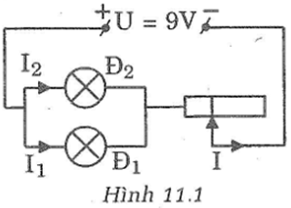 + U = 9V −
I₂ Đ₂
I₁ Đ₁ I
Hình 11.1